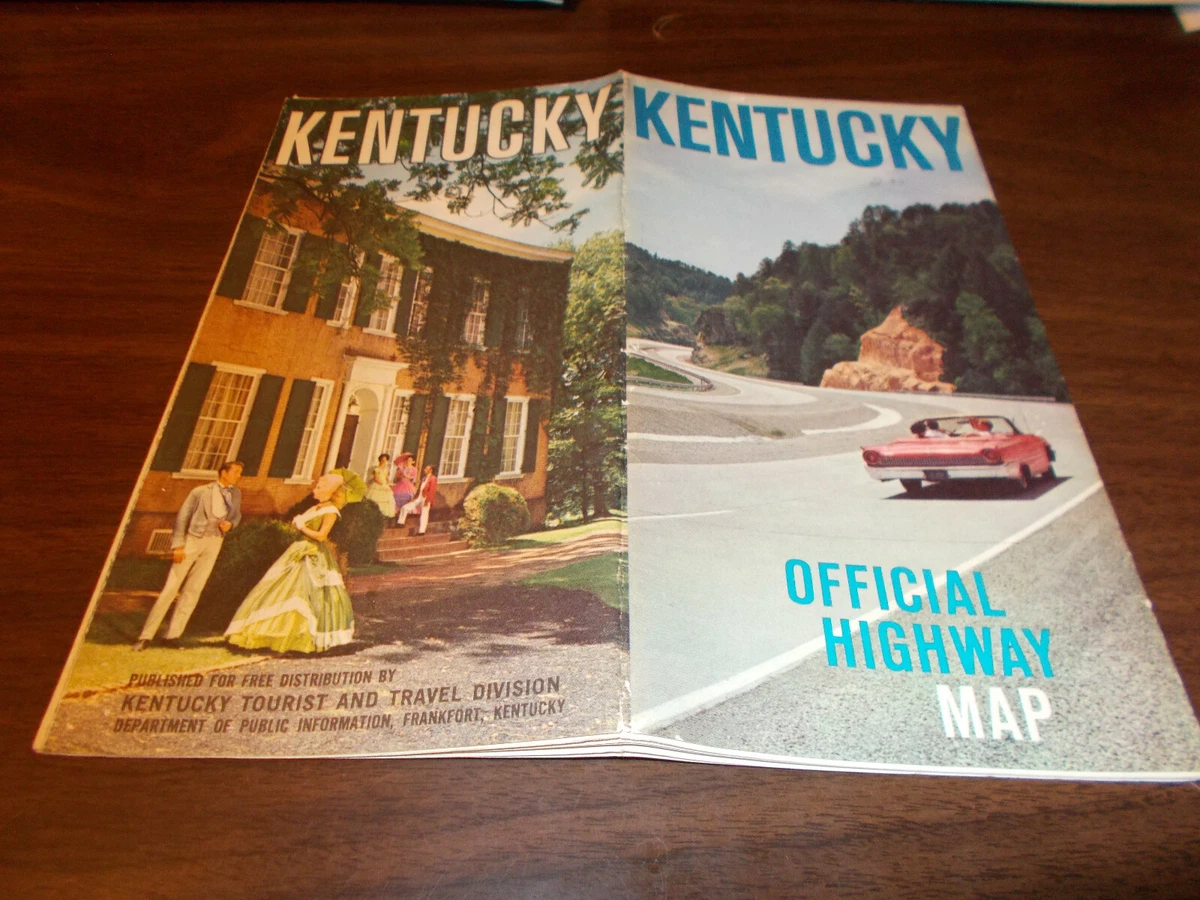 KENTUCKY
PUBLISHED FOR FREE DISTRIBUTION BY
KENTUCKY TOURIST AND TRAVEL DIVISION
DEPARTMENT OF PUBLIC INFORMATION, FRANKFORT, KENTUCKY
KENTUCKY
OFFICIAL
HIGHWAY
MAP